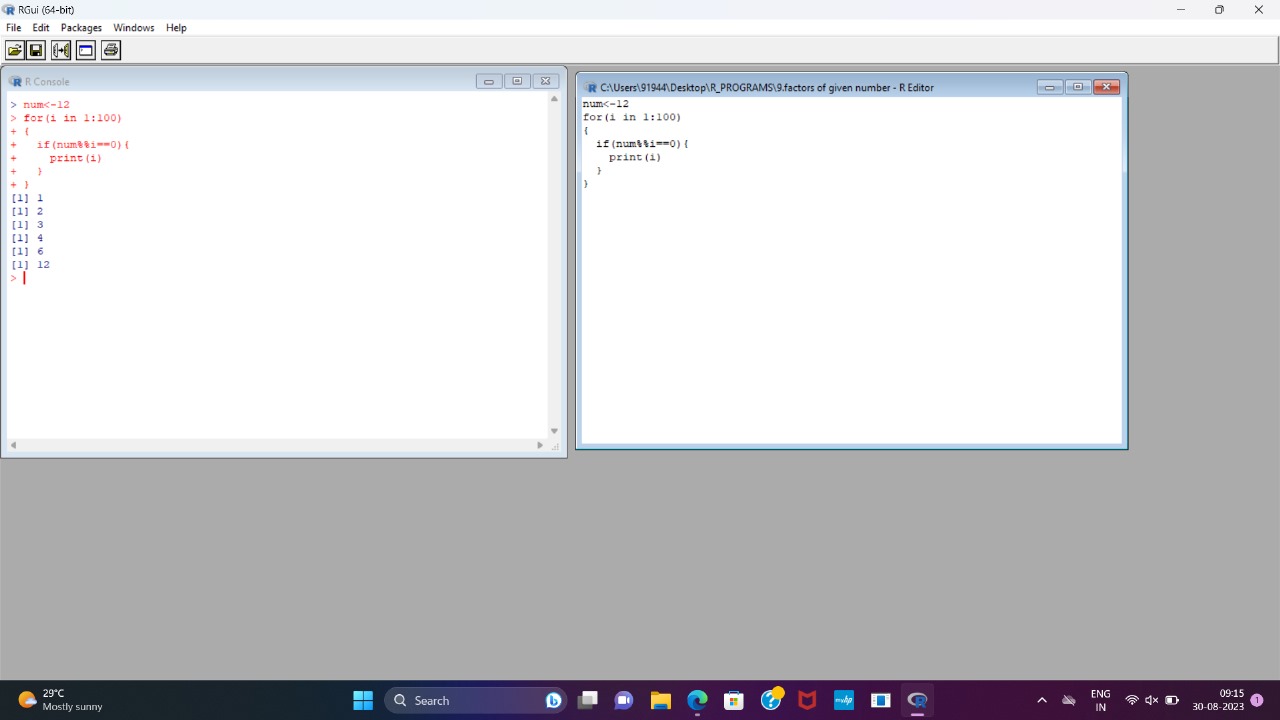 RGui (64-bit)
File Edit Packages Windows Help
R Console
> num<-12
> for(i in 1:100)
+ {
+   if(num%%i==0){
+     print(i)
+   }
+ }
[1] 1
[1] 2
[1] 3
[1] 4
[1] 6
[1] 12
>
C:\Users\91944\Desktop\R_PROGRAMS\9.factors of given number - R Editor
num<-12
for(i in 1:100)
{
  if(num%%i==0){
    print(i)
  }
}
29°C
Mostly sunny
Search
ENG
IN
09:15
30-08-2023
1